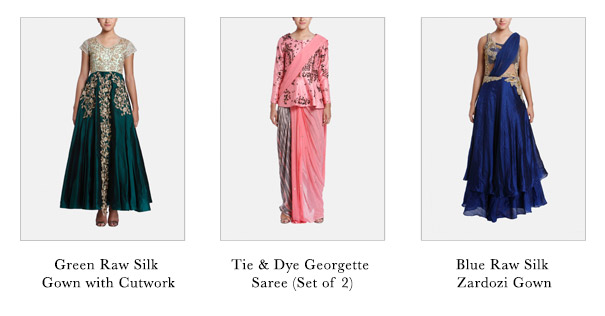 Green Raw Silk
Gown with Cutwork
Tie & Dye Georgette
Saree (Set of 2)
Blue Raw Silk
Zardozi Gown